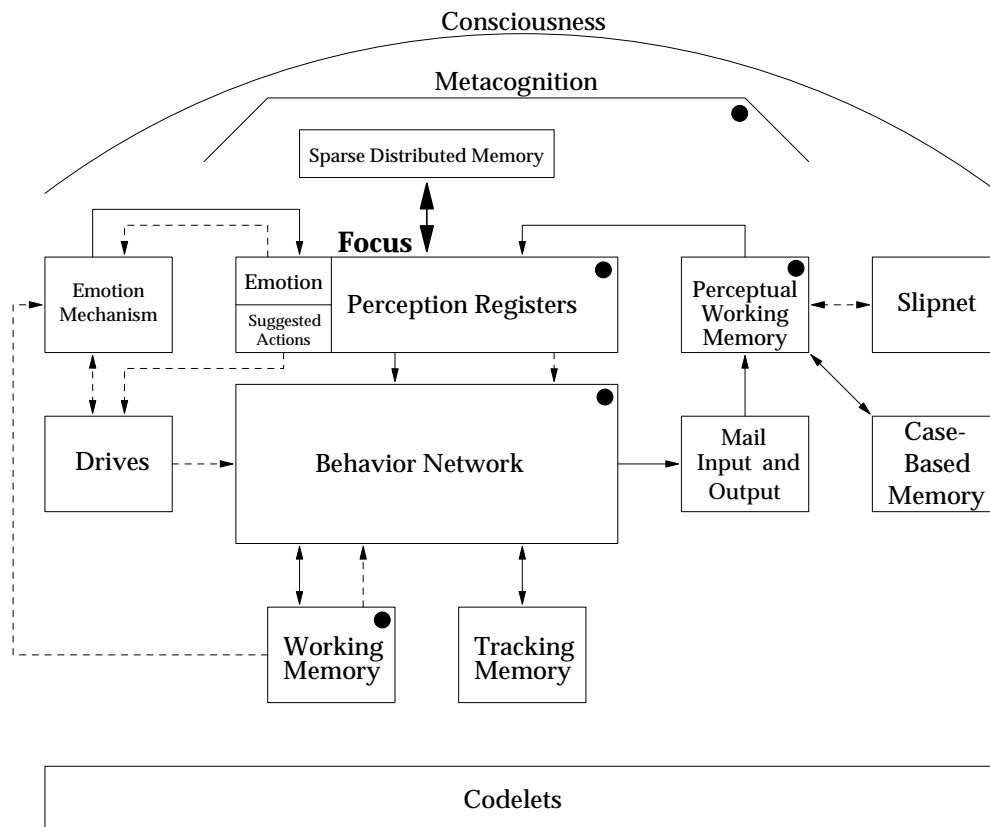 Consciousness
Metacognition
Sparse Distributed Memory
Focus
Emotion
Mechanism
Emotion
Suggested
Actions
Perception Registers
Perceptual
Working
Memory
Slipnet
Drives
Behavior Network
Mail
Input and
Output
Case-
Based
Memory
Working
Memory
Tracking
Memory
Codelets